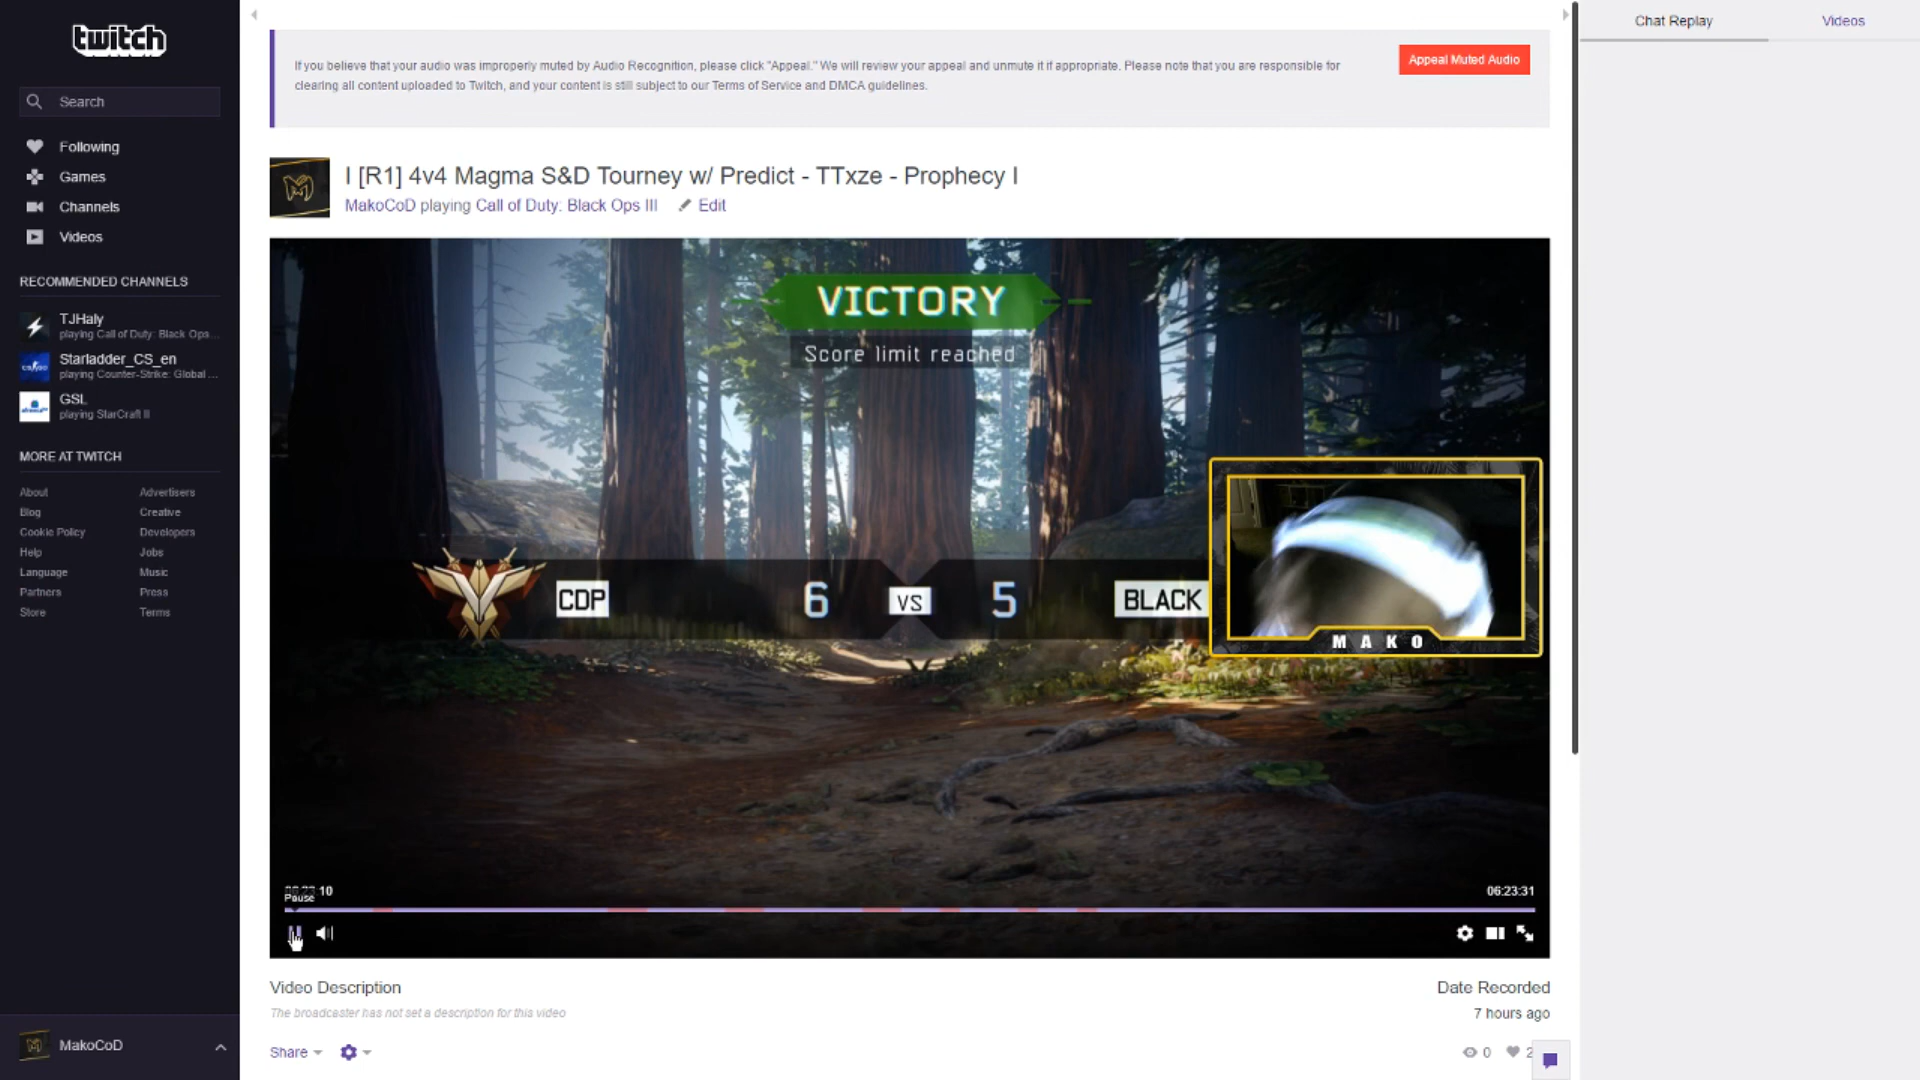 twitch
Search
Following
Games
Channels
Videos
RECOMMENDED CHANNELS
TJHaly
playing Call of Duty: Black Ops...
Starladder_CS_en
playing Counter-Strike: Global ...
GSL
playing StarCraft II
MORE AT TWITCH
About Advertisers
Blog Creative
Cookie Policy Developers
Help Jobs
Language Music
Partners Press
Store Terms
MakoCoD
If you believe that your audio was improperly muted by Audio Recognition, please click "Appeal." We will review your appeal and unmute it if appropriate. Please note that you are responsible for
clearing all content uploaded to Twitch, and your content is still subject to our Terms of Service and DMCA guidelines.
Appeal Muted Audio
I [R1] 4v4 Magma S&D Tourney w/ Predict - TTxze - Prophecy I
MakoCoD playing Call of Duty: Black Ops III Edit
VICTORY
Score limit reached
CDP 6 VS 5 BLACK
MAKO
06:23:10
Pause
06:23:31
Video Description
The broadcaster has not set a description for this video
Date Recorded
7 hours ago
Share
0 2
Chat Replay Videos